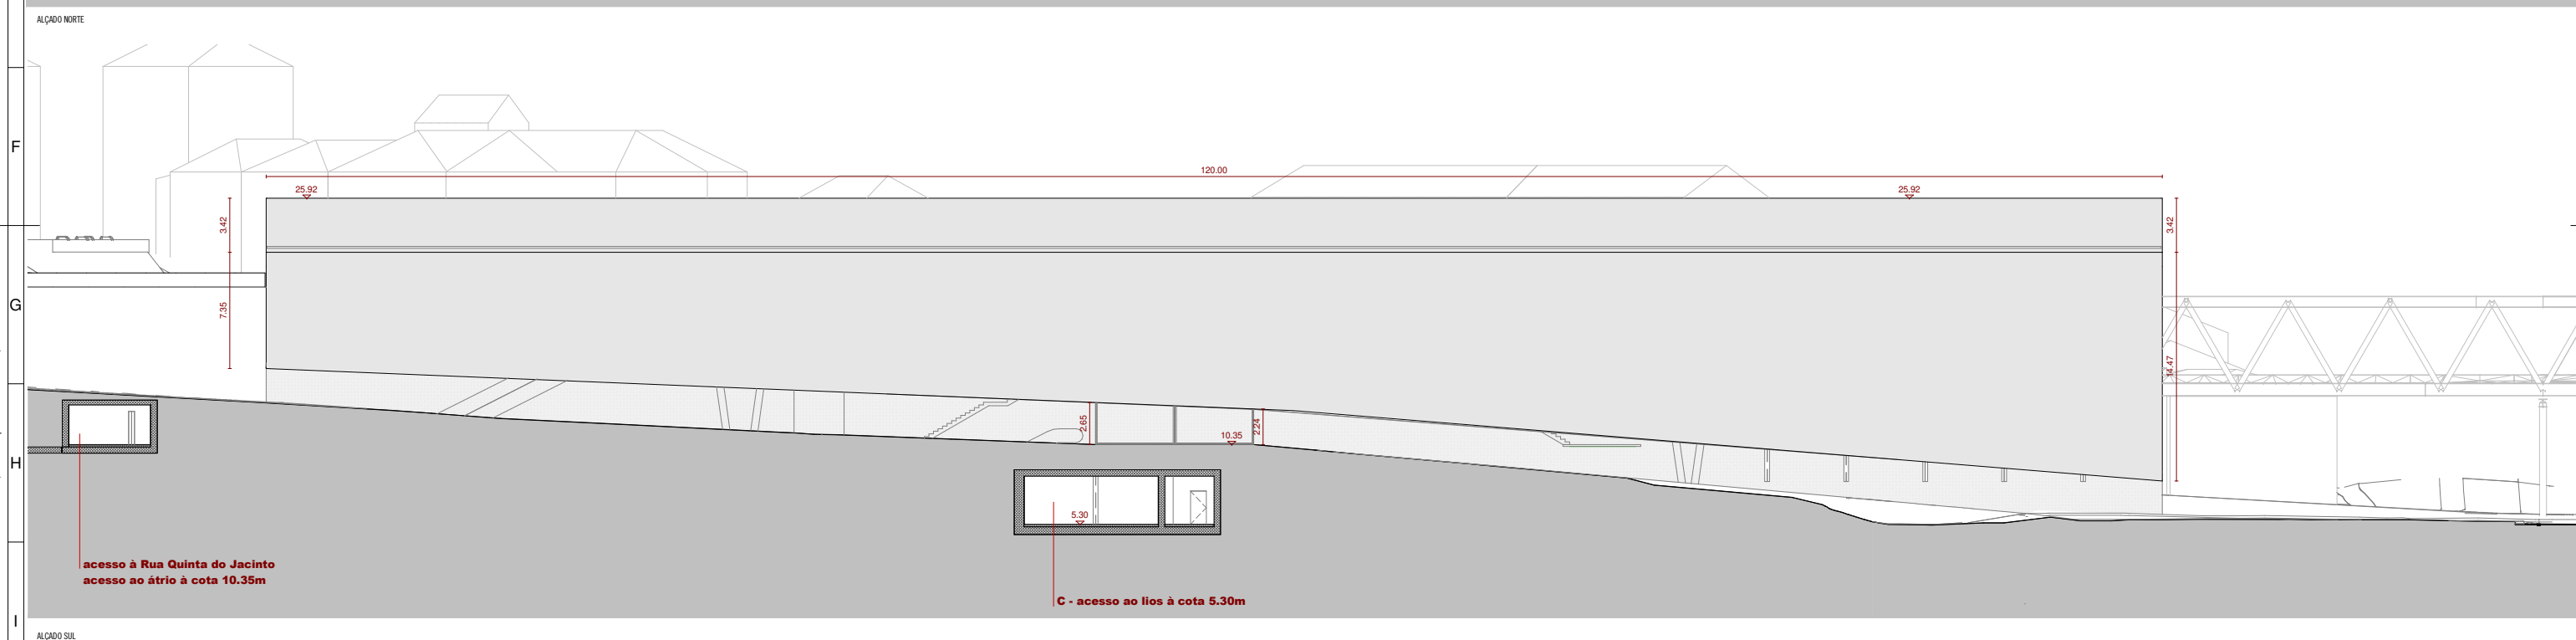 ALÇADO NORTE
F
120.00
25.92
25.92
3.42
3.42
G
7.35
14.47
2.65
2.24
10.35
H
5.30
acesso à Rua Quinta do Jacinto
acesso ao átrio à cota 10.35m
C - acesso ao lios à cota 5.30m
I
ALÇADO SUL